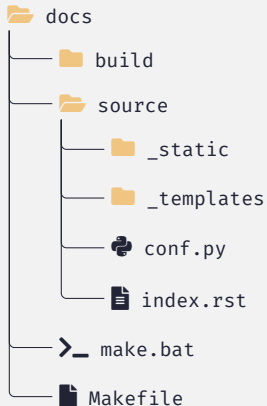 docs
build
source
_static
_templates
conf.py
index.rst
make.bat
Makefile